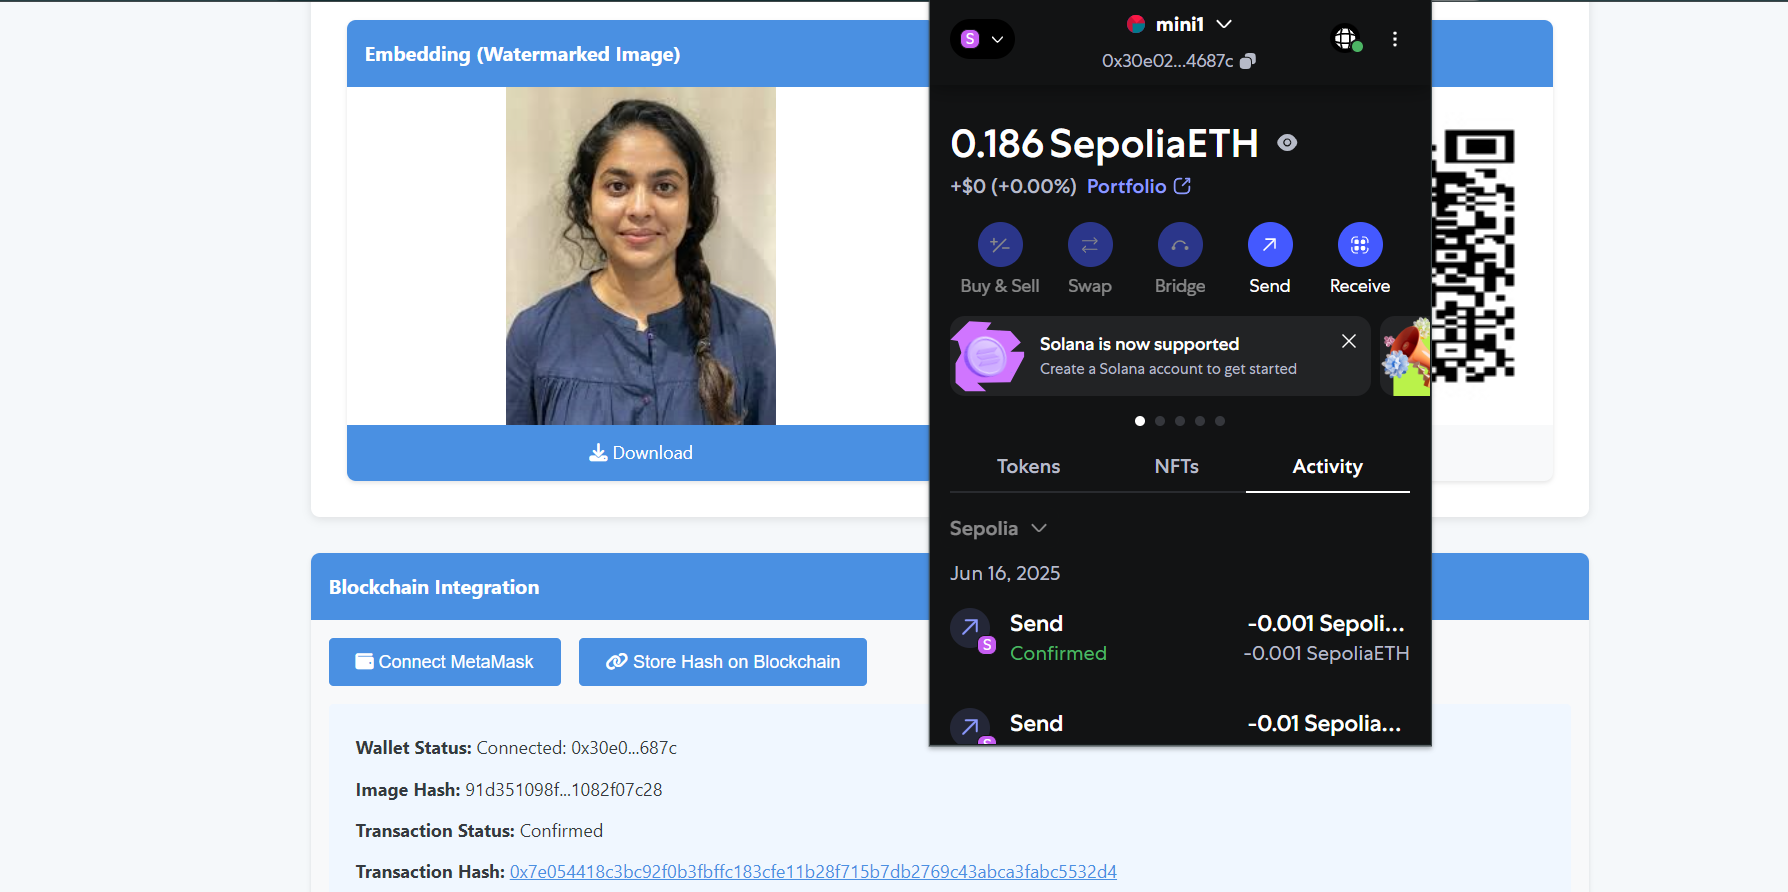 Embedding (Watermarked Image)
Download
Blockchain Integration
Connect MetaMask
Store Hash on Blockchain
Wallet Status: Connected: 0x30e0...687c
Image Hash: 91d351098f...1082f07c28
Transaction Status: Confirmed
Transaction Hash: 0x7e054418c3bc92f0b3fbffc183cfe11b28f715b7db2769c43abca3fabc5532d4
S
mini1
0x30e02...4687c
0.186 SepoliaETH
+$0 (+0.00%) Portfolio
Buy & Sell Swap Bridge Send Receive
Solana is now supported
Create a Solana account to get started
Tokens NFTs Activity
Sepolia
Jun 16, 2025
Send -0.001 Sepoli...
S
Confirmed -0.001 SepoliaETH
Send -0.01 Sepolia...